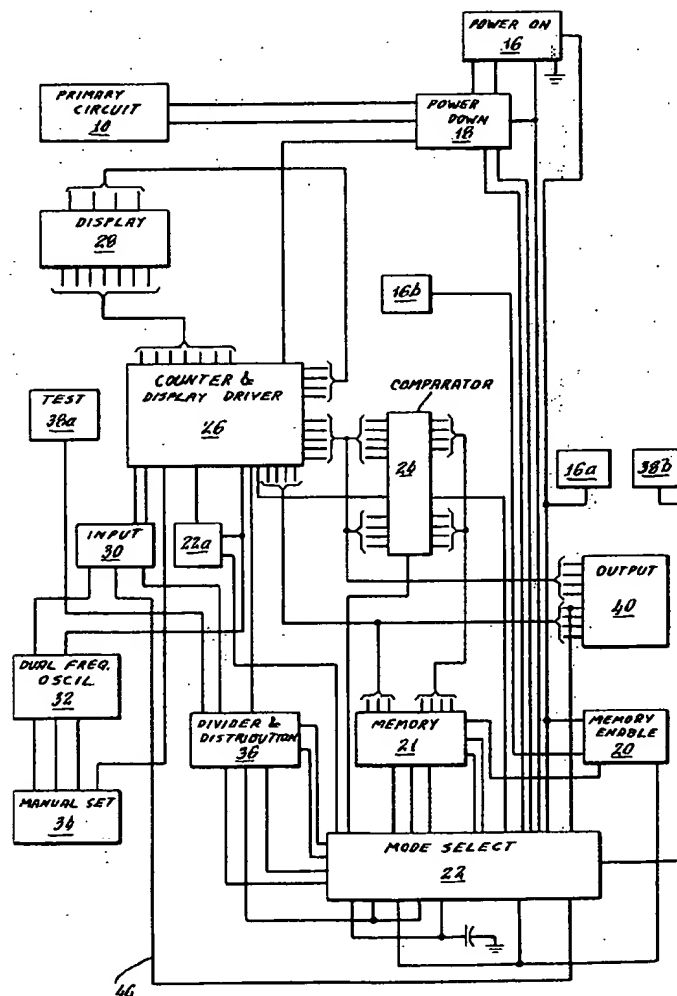 POWER ON
16
PRIMARY
CIRCUIT
10
POWER
DOWN
18
DISPLAY
28
16b
COUNTER &
DISPLAY DRIVER
26
COMPARATOR
24
TEST
38a
16a
38b
INPUT
30
22a
OUTPUT
40
DUAL FREQ.
OSCIL
32
DIVIDER &
DISTRIBUTION
36
MEMORY
21
MEMORY
ENABLE
20
MANUAL SET
34
MODE SELECT
22
46